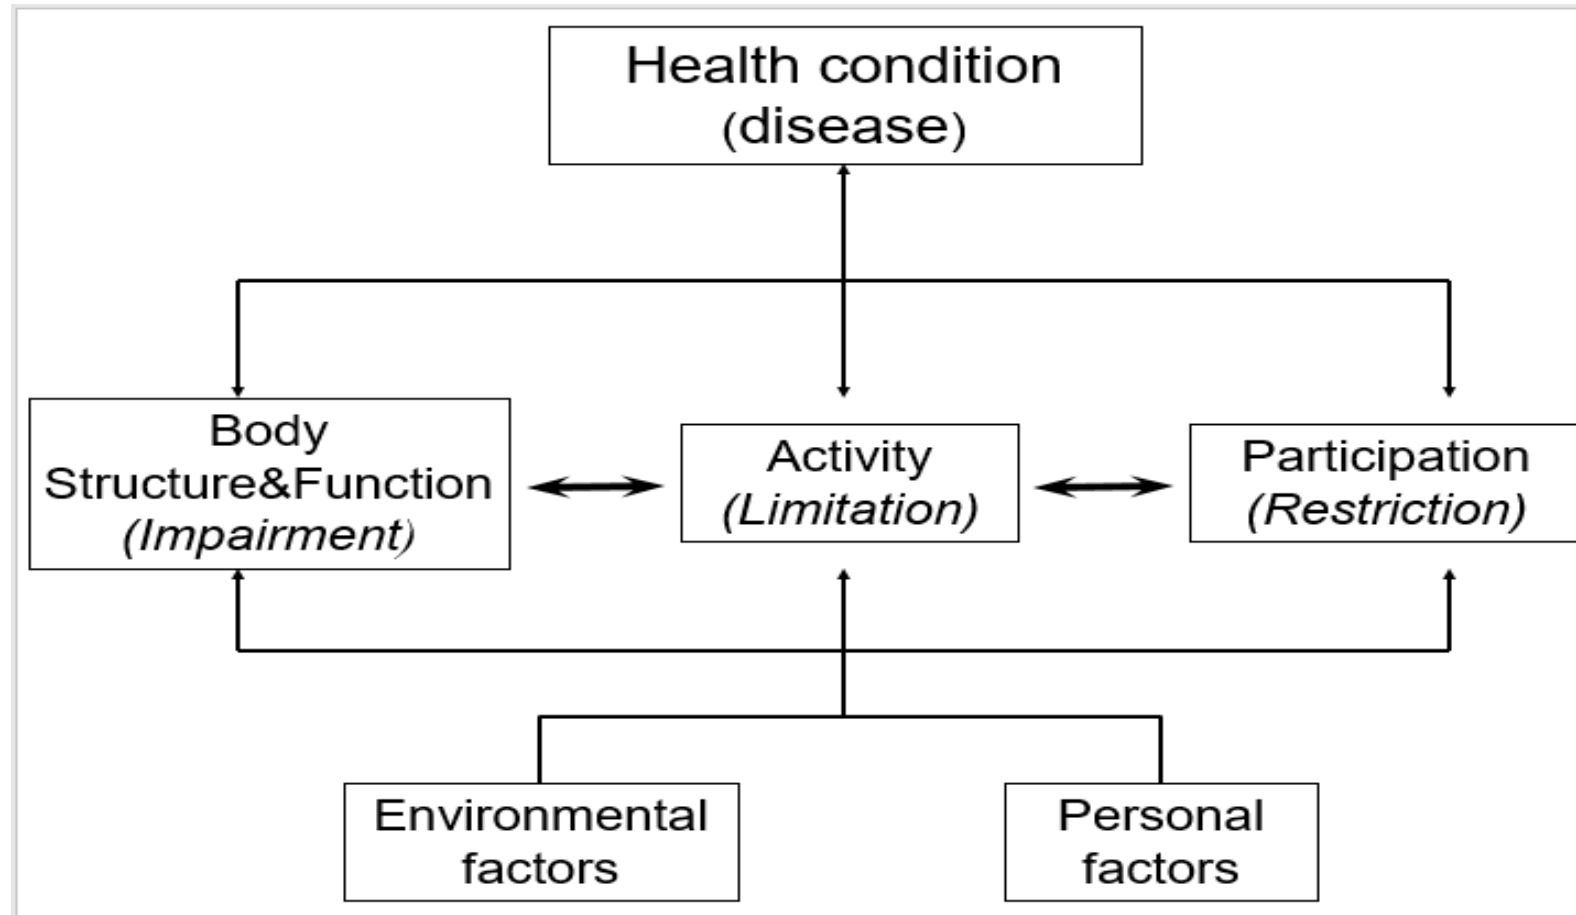 Health condition
(disease)
Body
Structure&Function
(Impairment)
Activity
(Limitation)
Participation
(Restriction)
Environmental
factors
Personal
factors